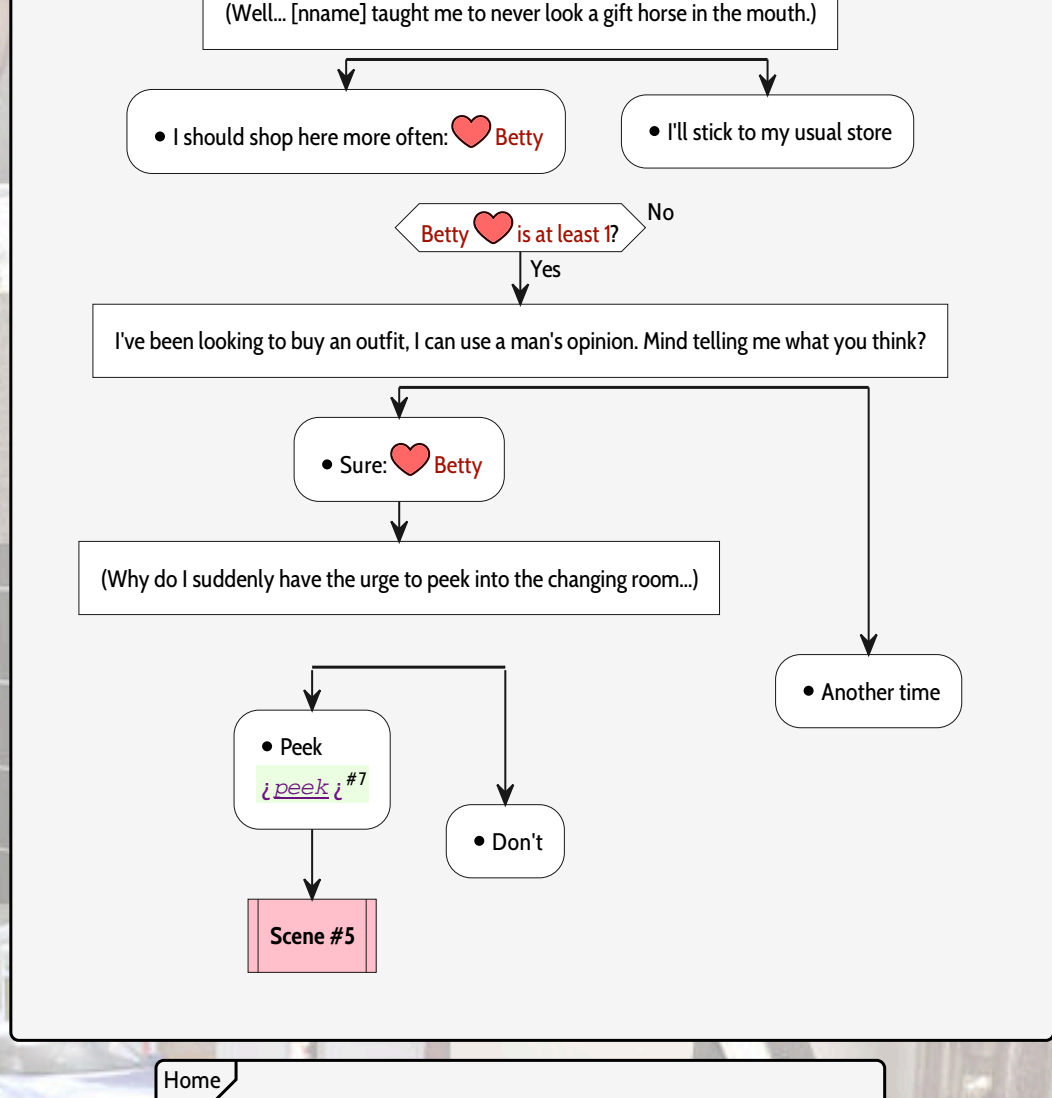 (Well... [nname] taught me to never look a gift horse in the mouth.)
• I should shop here more often: ❤ Betty
• I'll stick to my usual store
Betty ❤ is at least 1?
No
Yes
I've been looking to buy an outfit, I can use a man's opinion. Mind telling me what you think?
• Sure: ❤ Betty
(Why do I suddenly have the urge to peek into the changing room...)
• Another time
• Peek
¿peek¿#7
• Don't
Scene #5
Home